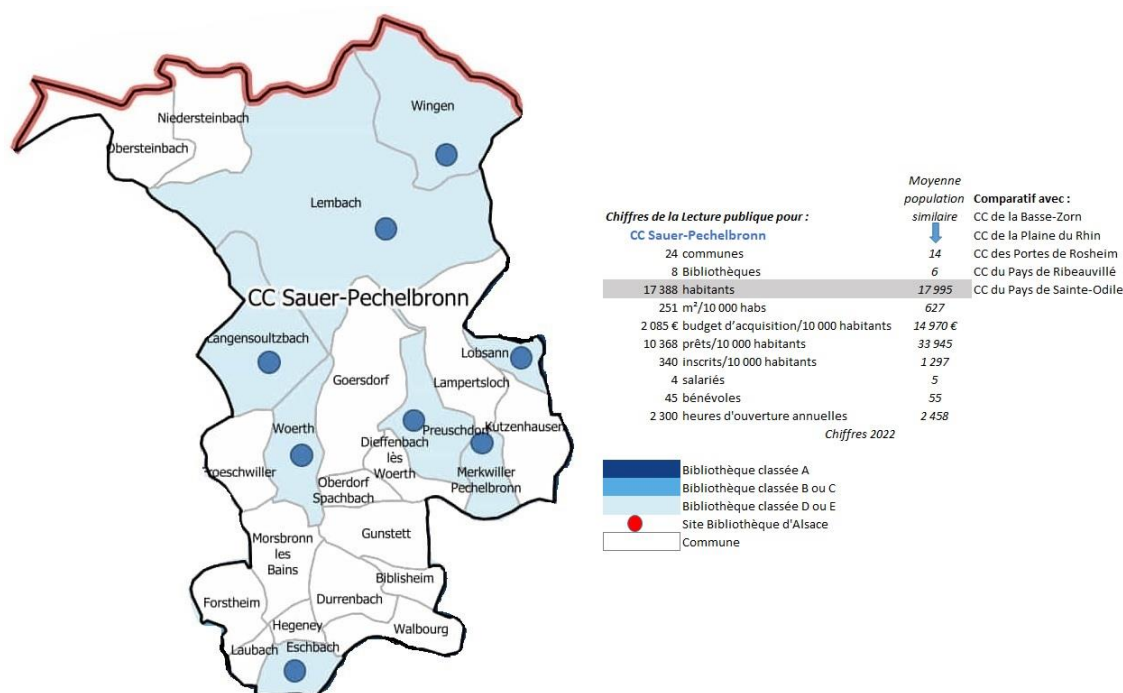 Wingen
Niedersteinbach
Obersteinbach
Lembach
CC Sauer-Pechelbronn
Langensoultzbach
Lobsann
Goersdorf
Lampertsloch
Woerth
Preuschdorf
Kutzenhausen
Dieffenbach
lès
Woerth
Froeschwiller
Merkwiller
Pechelbronn
Oberdorf
Spachbach
Morsbronn
les
Bains
Gunstett
Biblisheim
Forstheim
Durrenbach
Hegeney
Walbourg
Laubach
Eschbach
Moyenne
population
similaire
Comparatif avec :
Chiffres de la Lecture publique pour :
CC de la Basse-Zorn
CC Sauer-Pechelbronn
CC de la Plaine du Rhin
24 communes 14 CC des Portes de Rosheim
8 Bibliothèques 6 CC du Pays de Ribeauvillé
17 388 habitants 17 995 CC du Pays de Sainte-Odile
251 m²/10 000 habs 627
2 085 € budget d'acquisition/10 000 habitants 14 970 €
10 368 prêts/10 000 habitants 33 945
340 inscrits/10 000 habitants 1 297
4 salariés 5
45 bénévoles 55
2 300 heures d'ouverture annuelles 2 458
Chiffres 2022
Bibliothèque classée A
Bibliothèque classée B ou C
Bibliothèque classée D ou E
Site Bibliothèque d'Alsace
Commune